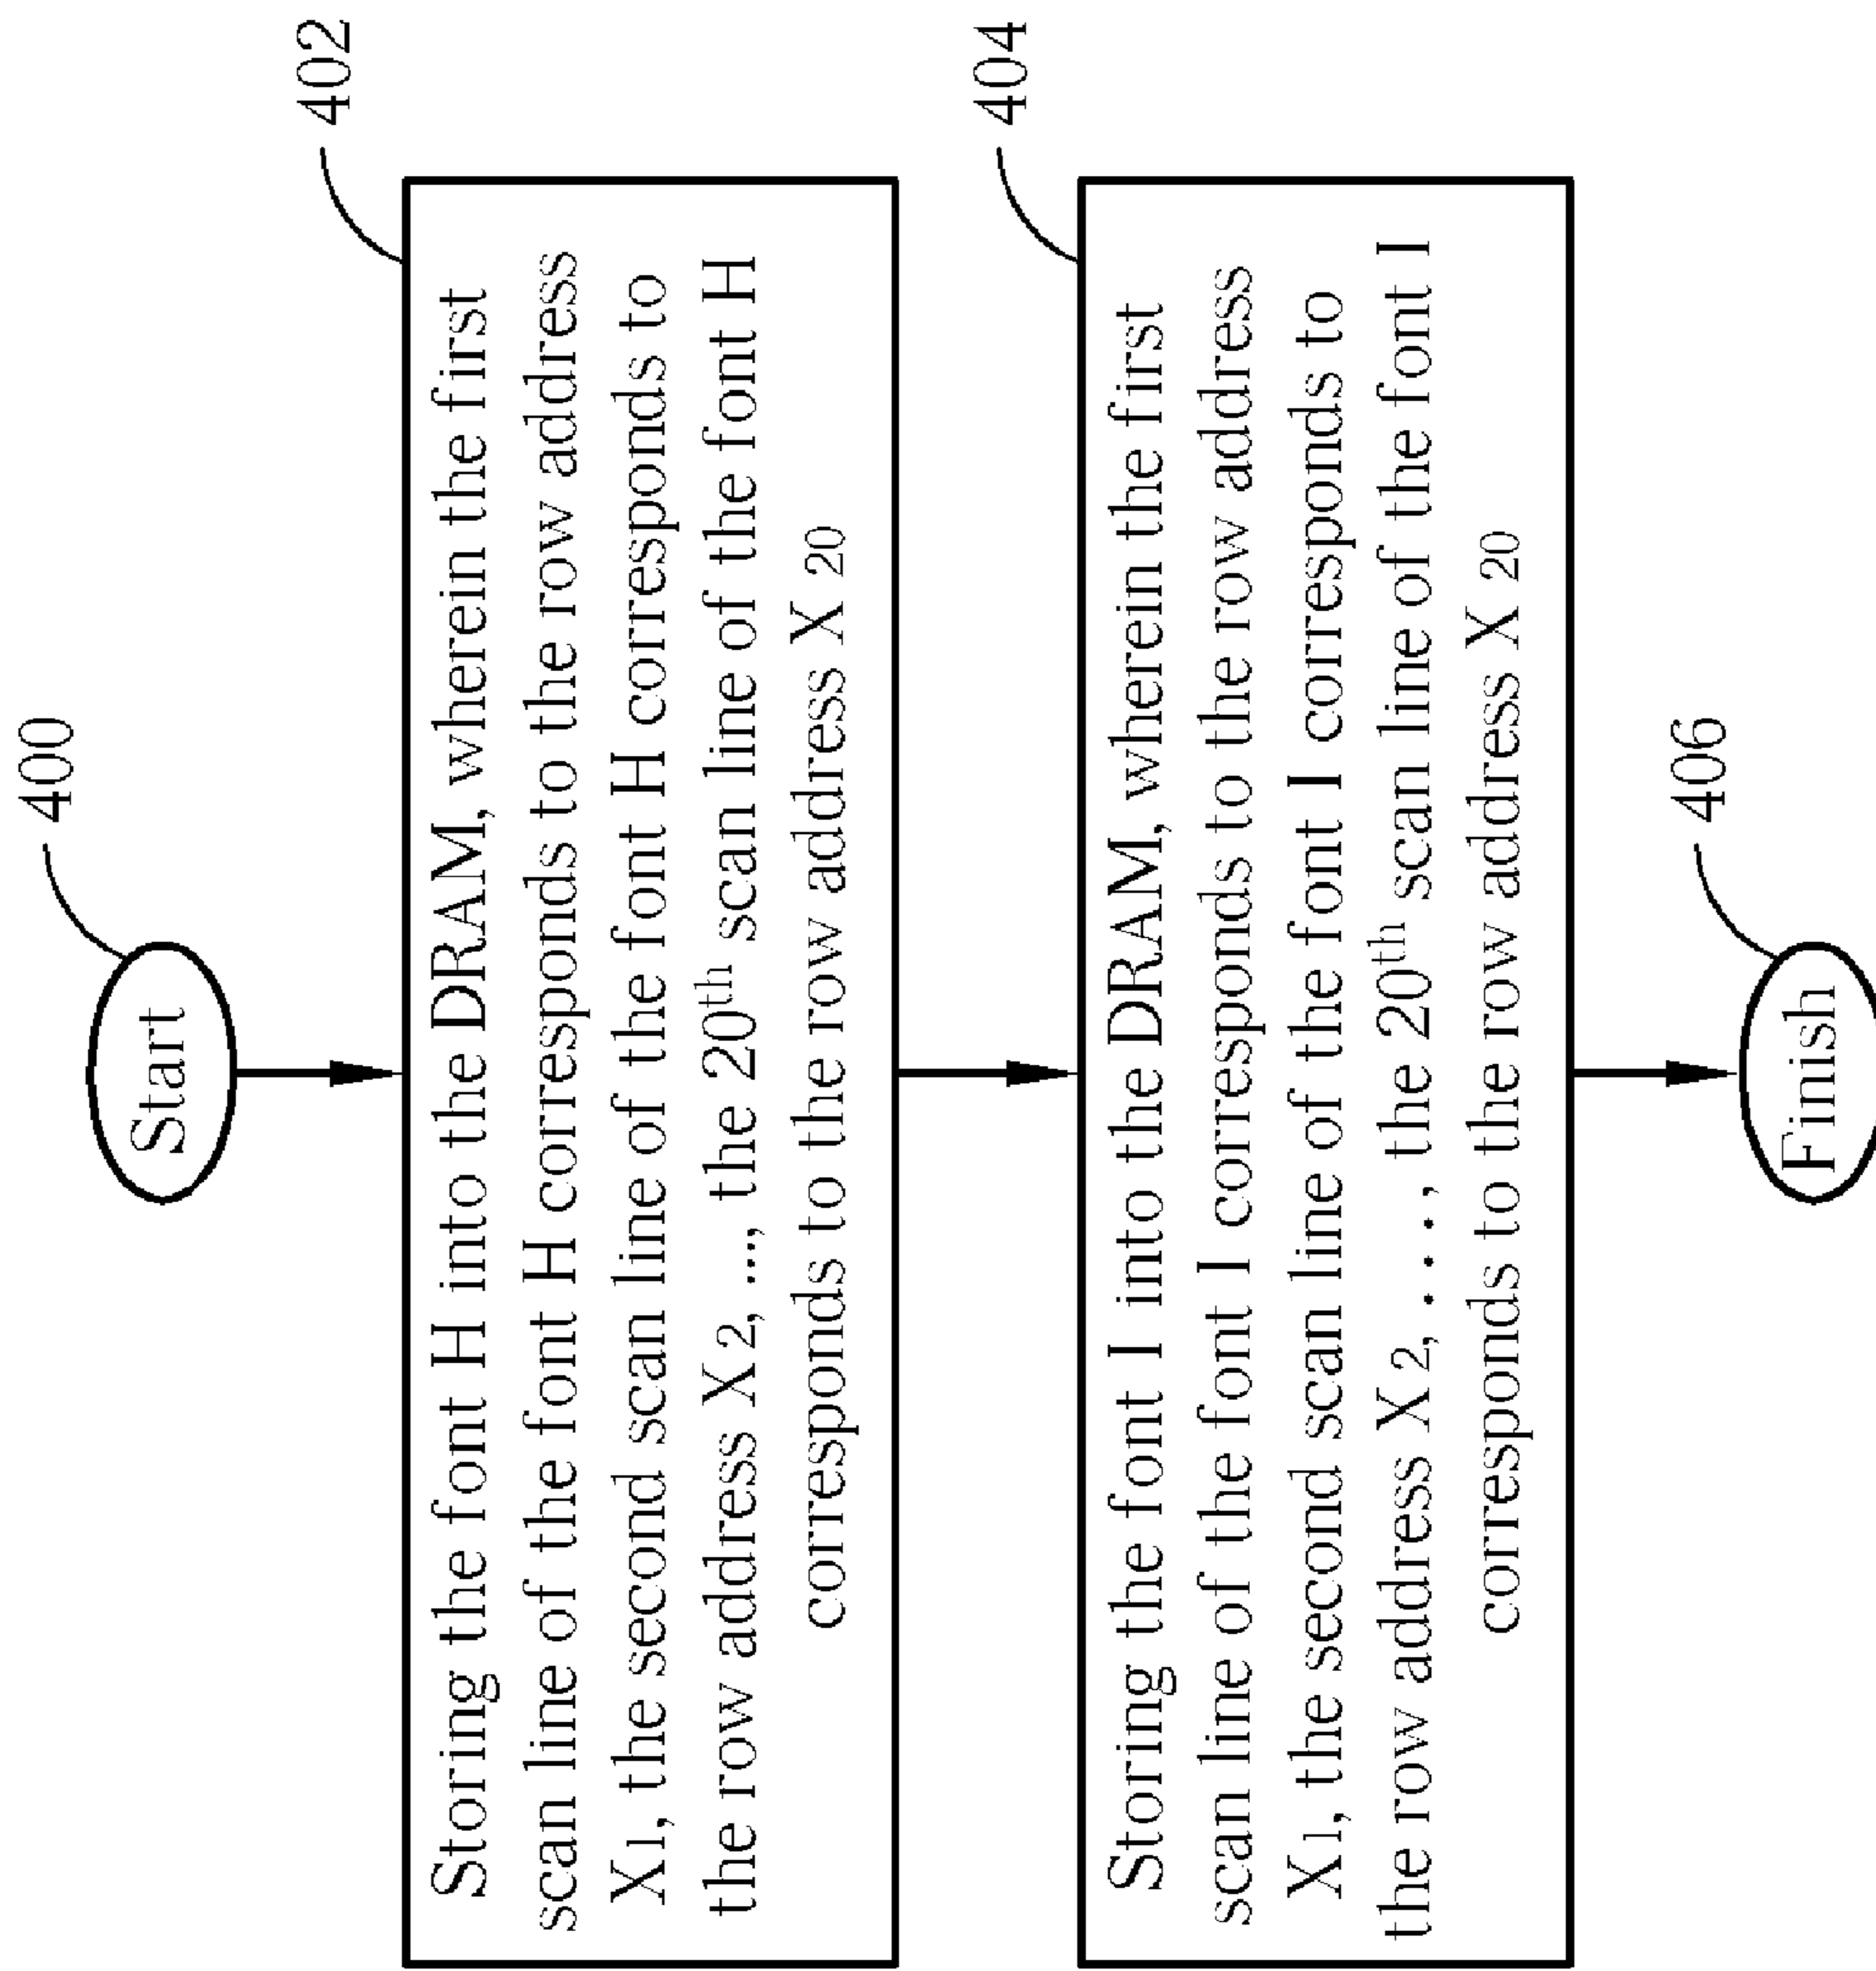 400
Start
402
Storing the font H into the DRAM, wherein the first
scan line of the font H corresponds to the row address
X₁, the second scan line of the font H corresponds to
the row address X₂, ..., the 20ᵗʰ scan line of the font H
corresponds to the row address X ₂₀
404
Storing the font I into the DRAM, wherein the first
scan line of the font I corresponds to the row address
X₁, the second scan line of the font I corresponds to
the row address X₂, . . . , the 20ᵗʰ scan line of the font I
corresponds to the row address X ₂₀
406
Finish